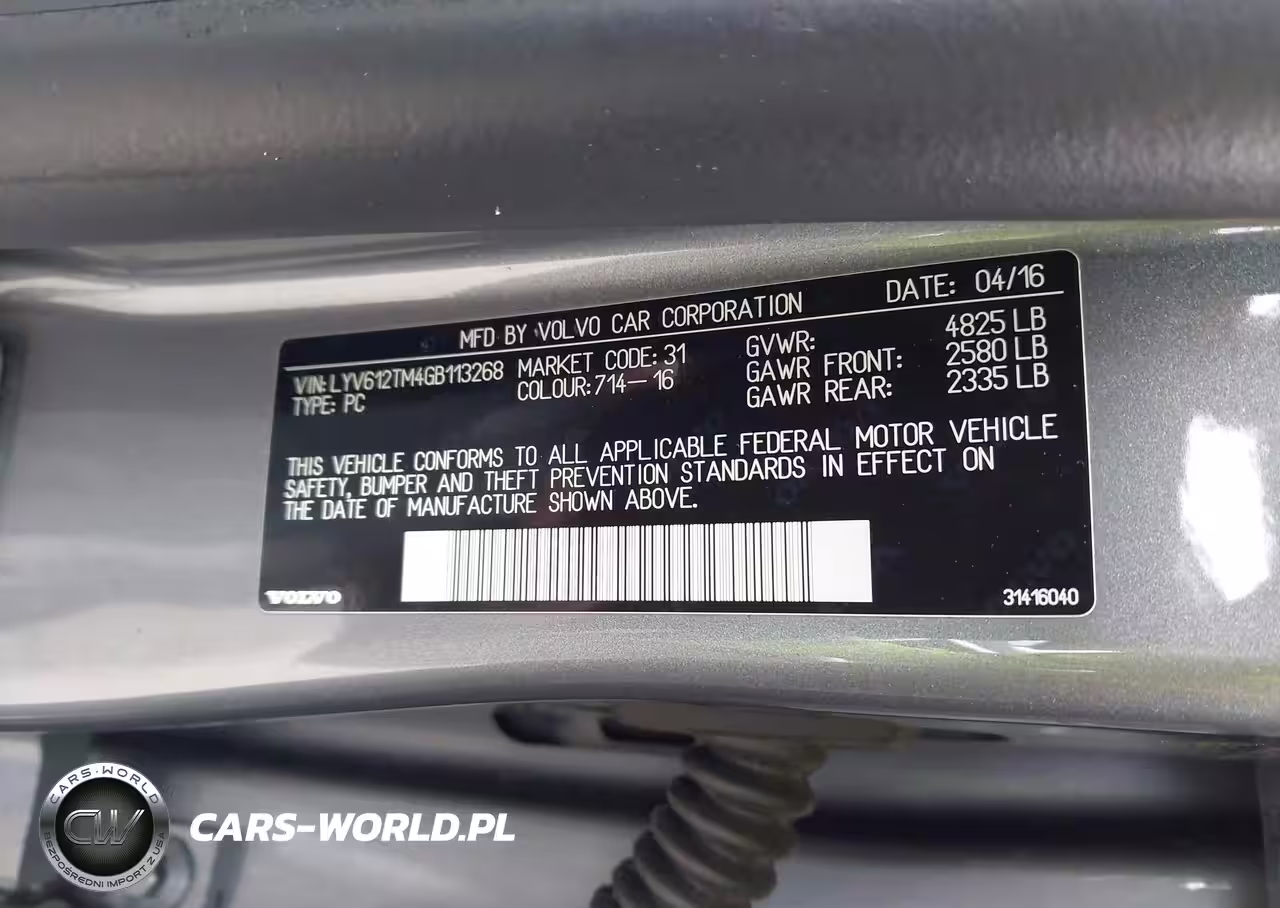 MFD BY VOLVO CAR CORPORATION DATE: 04/16
VIN: LYV612TM4GB113268 MARKET CODE: 31 GVWR: 4825 LB
TYPE: PC COLOUR: 714-16 GAWR FRONT: 2580 LB
GAWR REAR: 2335 LB
THIS VEHICLE CONFORMS TO ALL APPLICABLE FEDERAL MOTOR VEHICLE
SAFETY, BUMPER AND THEFT PREVENTION STANDARDS IN EFFECT ON
THE DATE OF MANUFACTURE SHOWN ABOVE.
VOLVO 31416040
CARS-WORLD
CW
BEZPOŚREDNI IMPORT Z USA
CARS-WORLD.PL